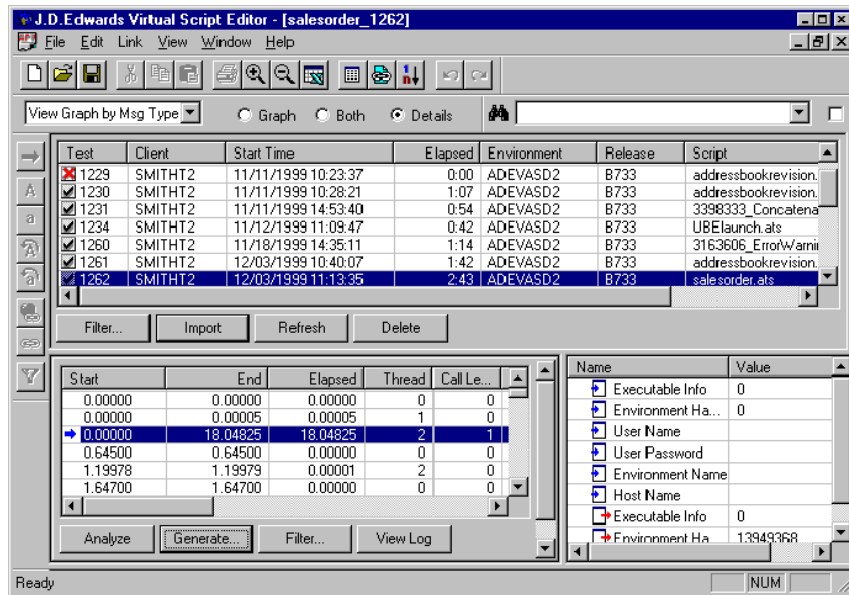 J.D.Edwards Virtual Script Editor - [salesorder_1262]
File Edit Link View Window Help
View Graph by Msg Type Graph Both Details
Test Client Start Time Elapsed Environment Release Script
1229 SMITHT2 11/11/1999 10:23:37 0:00 ADEVASD2 B733 addressbookrevision.
1230 SMITHT2 11/11/1999 10:28:21 1:07 ADEVASD2 B733 addressbookrevision.
1231 SMITHT2 11/11/1999 14:53:40 0:54 ADEVASD2 B733 3398333_Concatena
1234 SMITHT2 11/12/1999 11:09:47 0:42 ADEVASD2 B733 UBElaunch.ats
1260 SMITHT2 11/18/1999 14:35:11 1:14 ADEVASD2 B733 3163606_ErrorWarni
1261 SMITHT2 12/03/1999 10:40:07 1:42 ADEVASD2 B733 addressbookrevision.
1262 SMITHT2 12/03/1999 11:13:35 2:43 ADEVASD2 B733 salesorder.ats
Filter... Import Refresh Delete
Start End Elapsed Thread Call Le...
0.00000 0.00000 0.00000 0 0
0.00000 0.00005 0.00005 1 0
0.00000 18.04825 18.04825 2 1
0.64500 0.64500 0.00000 0 0
1.19978 1.19979 0.00001 2 0
1.64700 1.64700 0.00000 0 0
Analyze Generate... Filter... View Log
Name Value
Executable Info 0
Environment Ha... 0
User Name
User Password
Environment Name
Host Name
Executable Info 0
Environment Ha 13949368
Ready NUM